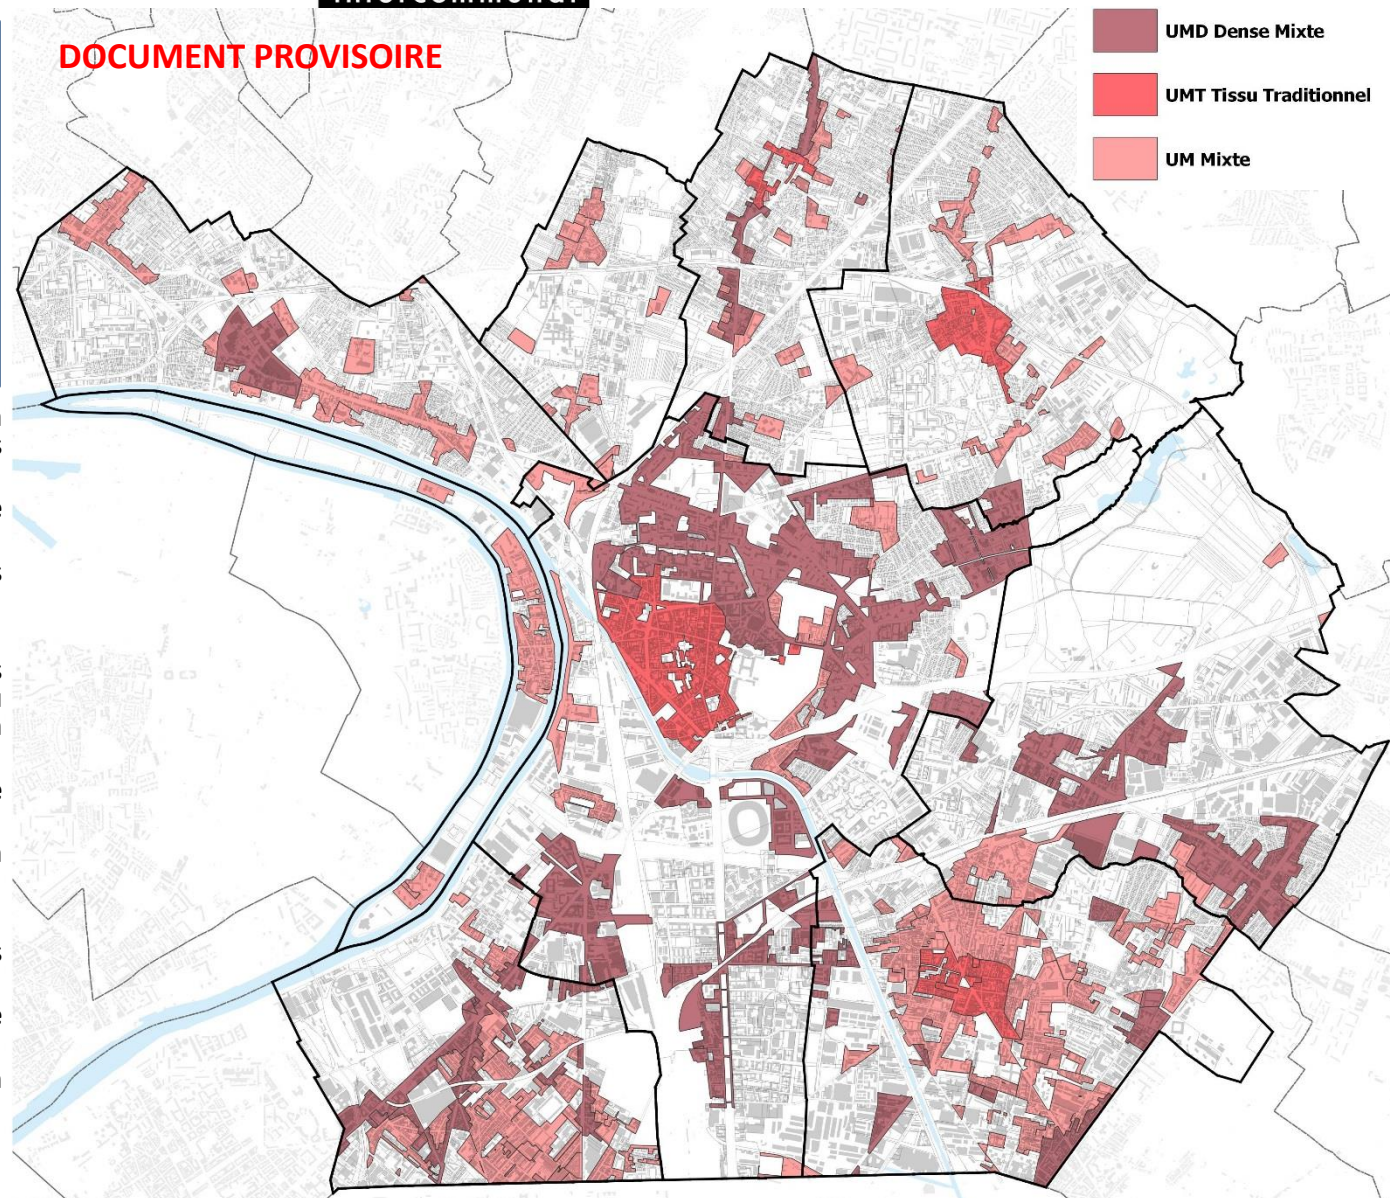 DOCUMENT PROVISOIRE
UMD Dense Mixte
UMT Tissu Traditionnel
UM Mixte